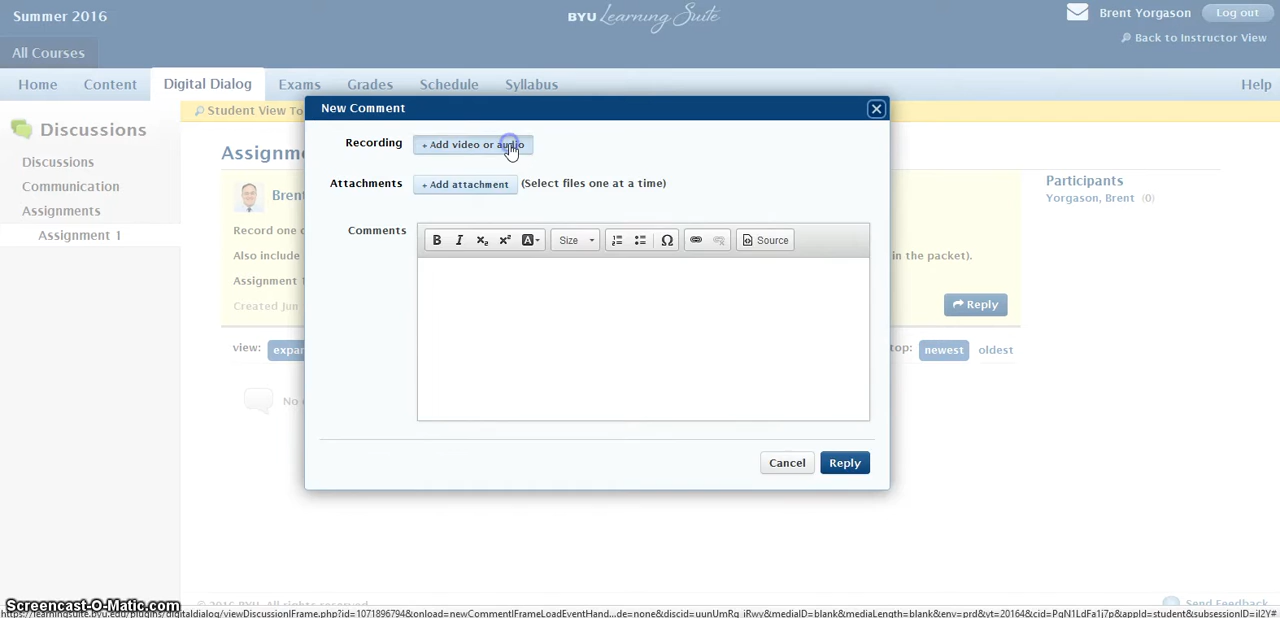 Summer 2016
BYU Learning Suite
Brent Yorgason
Log out
Back to Instructor View
All Courses
Home
Content
Digital Dialog
Exams
Grades
Schedule
Syllabus
Help
Student View To
Discussions
Discussions
Communication
Assignments
Assignment 1
Assignme
Brent
Record one o
Also include
in the packet).
Assignment 1
Created Jun
Reply
view:
expan
top:
newest
oldest
No
Participants
Yorgason, Brent (0)
New Comment
Recording
+ Add video or audio
Attachments
+ Add attachment
(Select files one at a time)
Comments
B I X₂ X² A
Size
Ω
Source
Cancel
Reply
© 2016 BYU, All rights reserved
Send Feedback
Screencast-O-Matic.com